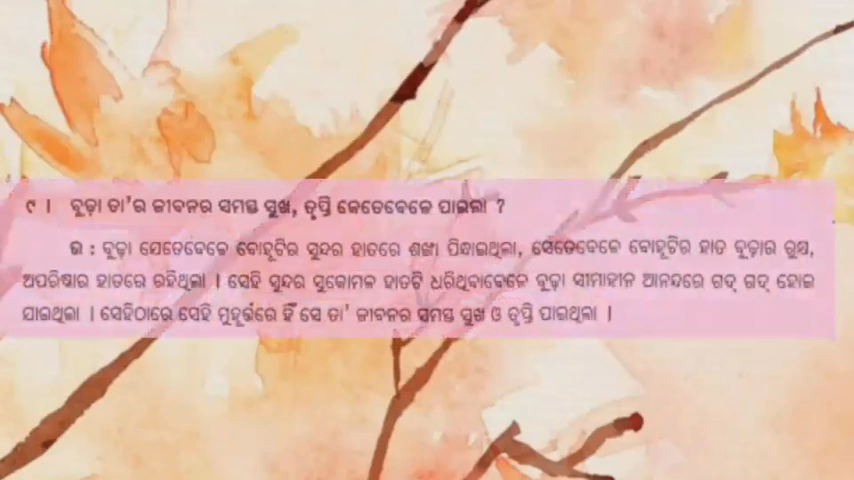 ୯ । ବୁଢ଼ା ତା'ର ଜୀବନର ସମସ୍ତ ସୁଖ, ତୃପ୍ତି କେତେବେଳେ ପାଇଲା ?
ଉ : ବୁଢ଼ା ଯେତେବେଳେ ବୋହୂଟିର ସୁନ୍ଦର ହାତରେ ଶଙ୍ଖା ପିନ୍ଧାଇଥିଲା, ସେତେବେଳେ ବୋହୂଟିର ହାତ ବୁଢ଼ାର ରୁକ୍ଷ,
ଅପରିଷ୍କାର ହାତରେ ରହିଥିଲା । ସେହି ସୁନ୍ଦର ସୁକୋମଳ ହାତଟି ଧରିଥିବାବେଳେ ବୁଢ଼ା ସୀମାହୀନ ଆନନ୍ଦରେ ଗଦ୍ ଗଦ୍ ହୋଇ
ଯାଇଥିଲା । ସେହିଠାରେ ସେହି ମୁହୂର୍ତ୍ତରେ ହିଁ ସେ ତା' ଜୀବନର ସମସ୍ତ ସୁଖ ଓ ତୃପ୍ତି ପାଇଥିଲା ।